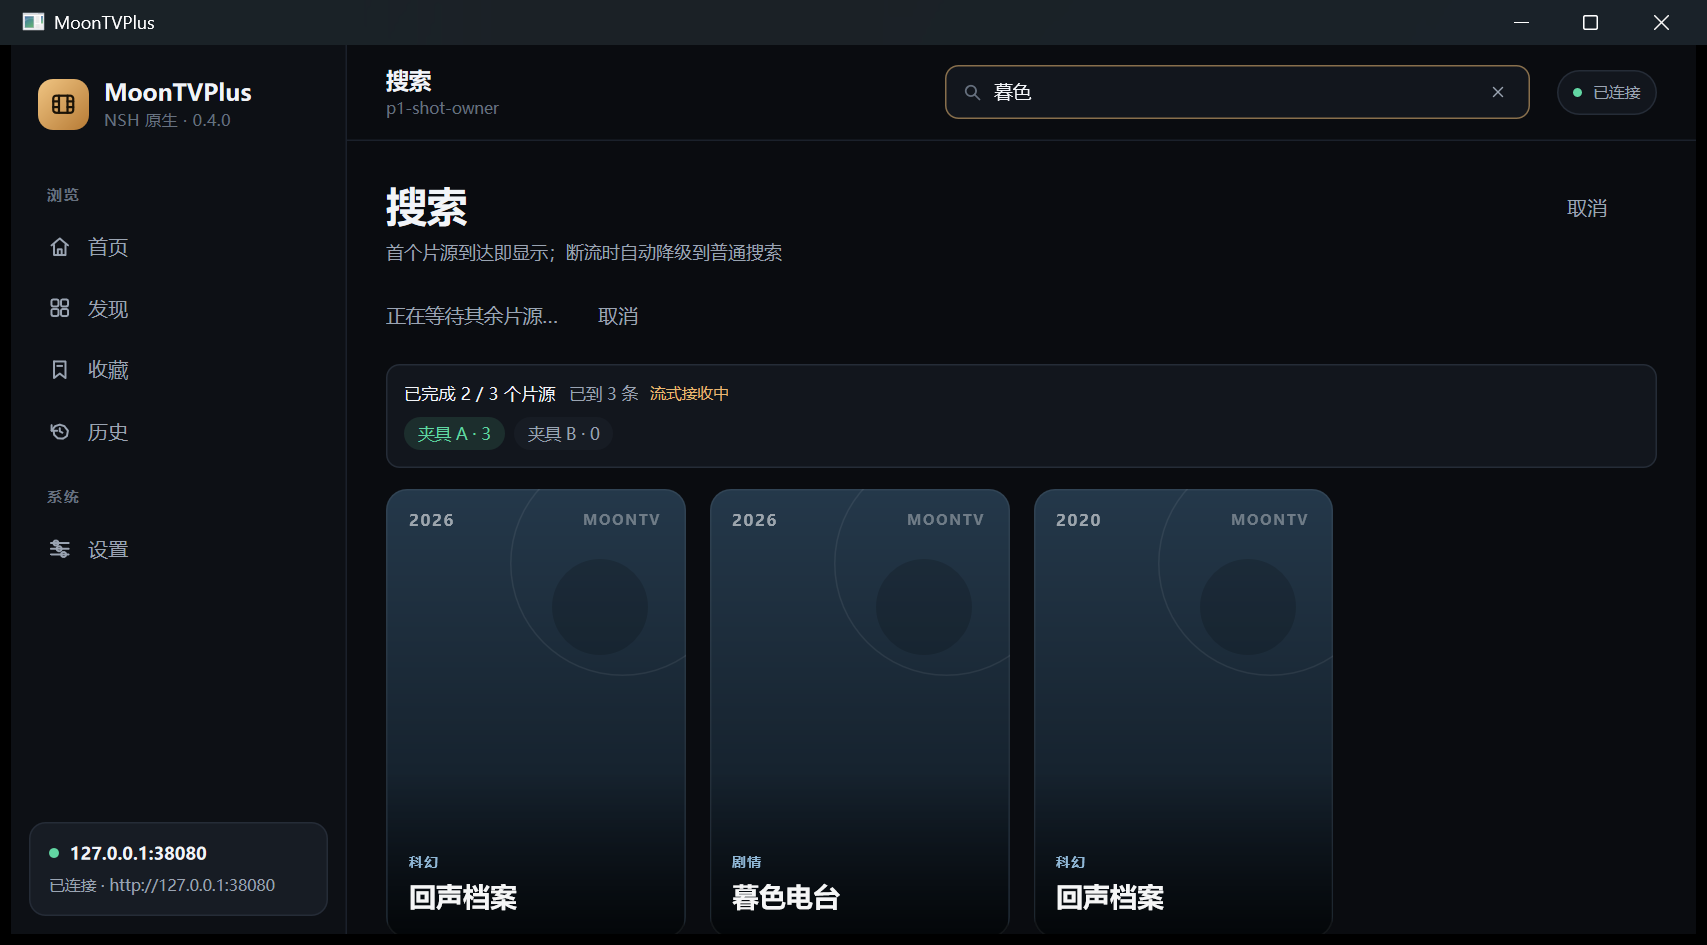 MoonTVPlus
MoonTVPlus
NSH 原生 · 0.4.0
浏览
首页
发现
收藏
历史
系统
设置
127.0.0.1:38080
已连接 · http://127.0.0.1:38080
搜索
p1-shot-owner
暮色
已连接
搜索
取消
首个片源到达即显示；断流时自动降级到普通搜索
正在等待其余片源... 取消
已完成 2 / 3 个片源 已到 3 条 流式接收中
夹具 A · 3 夹具 B · 0
2026 MOONTV
科幻
回声档案
2026 MOONTV
剧情
暮色电台
2020 MOONTV
科幻
回声档案